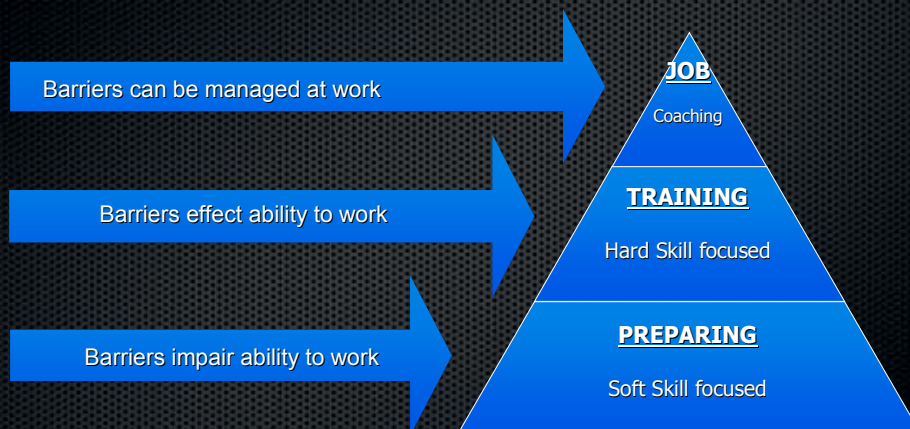 JOB
Barriers can be managed at work
Coaching
TRAINING
Barriers effect ability to work
Hard Skill focused
PREPARING
Barriers impair ability to work
Soft Skill focused